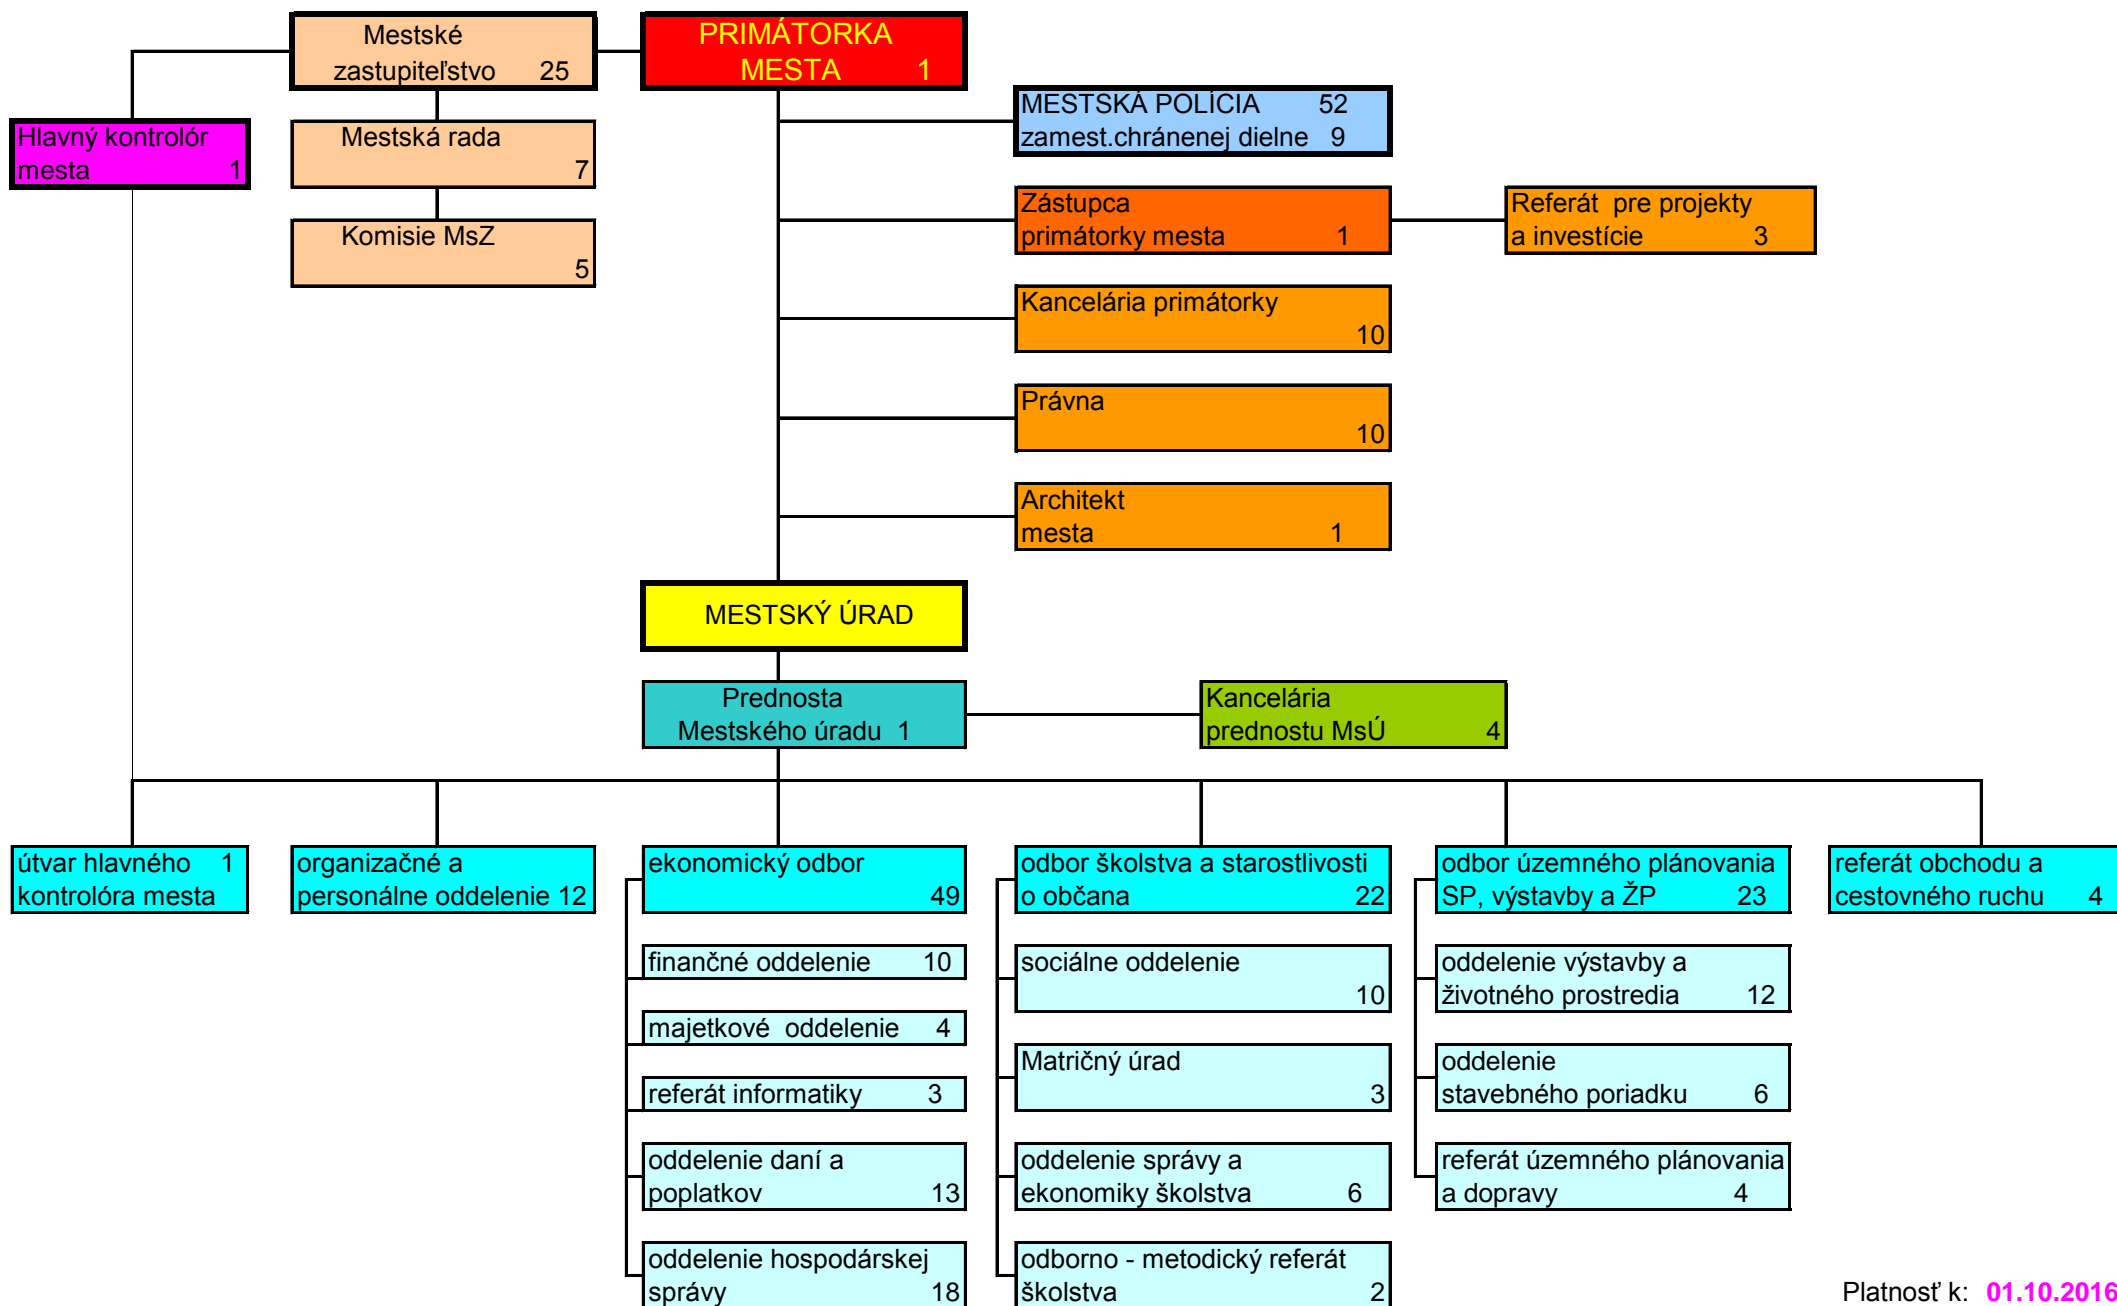 Mestské
zastupiteľstvo 25
PRIMÁTORKA
MESTA 1
MESTSKÁ POLÍCIA 52
zamest.chránenej dielne 9
Hlavný kontrolór
mesta 1
Mestská rada
7
Komisie MsZ
5
Zástupca
primátorky mesta 1
Referát pre projekty
a investície 3
Kancelária primátorky
10
Právna
10
Architekt
mesta 1
MESTSKÝ ÚRAD
Prednosta
Mestského úradu 1
Kancelária
prednostu MsÚ 4
útvar hlavného 1
kontrolóra mesta
organizačné a
personálne oddelenie 12
ekonomický odbor
49
odbor školstva a starostlivosti
o občana 22
odbor územného plánovania
SP, výstavby a ŽP 23
referát obchodu a
cestovného ruchu 4
finančné oddelenie 10
majetkové oddelenie 4
referát informatiky 3
oddelenie daní a
poplatkov 13
oddelenie hospodárskej
správy 18
sociálne oddelenie
10
Matričný úrad
3
oddelenie správy a
ekonomiky školstva 6
odborno - metodický referát
školstva 2
oddelenie výstavby a
životného prostredia 12
oddelenie
stavebného poriadku 6
referát územného plánovania
a dopravy 4
Platnosť k: 01.10.2016